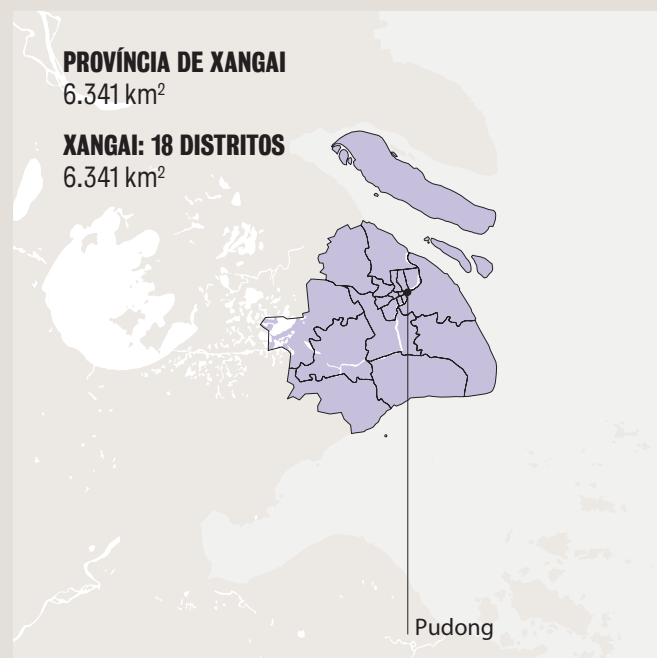 PROVÍNCIA DE XANGAI
6.341 km²
XANGAI: 18 DISTRITOS
6.341 km²
Pudong